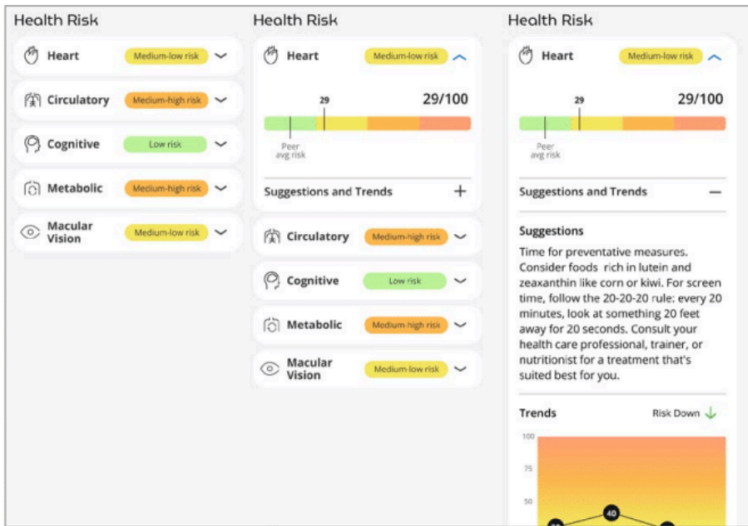 Health Risk
Heart
Medium-low risk
Circulatory
Medium-high risk
Cognitive
Low risk
Metabolic
Medium-high risk
Macular
Vision
Medium-low risk
Health Risk
Heart
Medium-low risk
29
29/100
Peer
avg risk
Suggestions and Trends
Circulatory
Medium-high risk
Cognitive
Low risk
Metabolic
Medium-high risk
Macular
Vision
Medium-low risk
Health Risk
Heart
Medium-low risk
29
29/100
Peer
avg risk
Suggestions and Trends
Suggestions
Time for preventative measures.
Consider foods rich in lutein and
zeaxanthin like corn or kiwi. For screen
time, follow the 20-20-20 rule: every 20
minutes, look at something 20 feet
away for 20 seconds. Consult your
health care professional, trainer, or
nutritionist for a treatment that's
suited best for you.
Trends
Risk Down
100
75
50
40